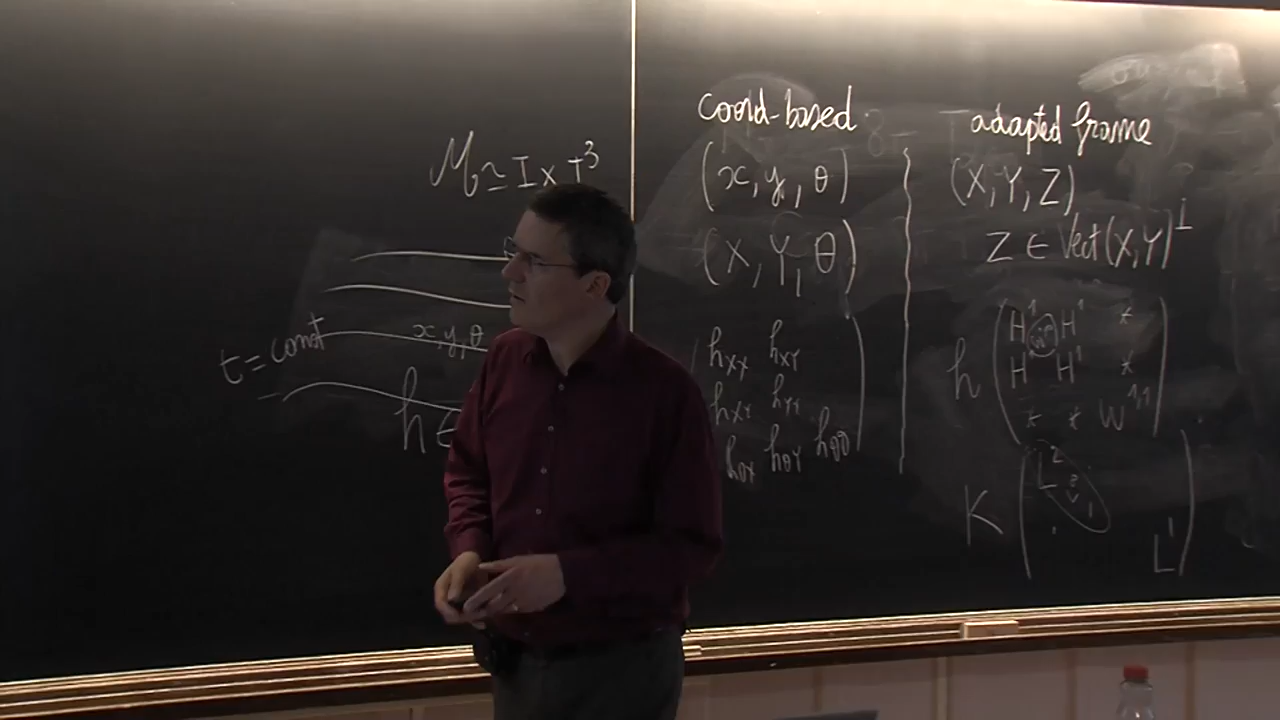 M ≃ I × T³
t = const
x, y, θ
h ∈
coord-based
(x, y, θ)
(X, Y, θ)
h_XX h_XY
h_XY h_YY
h_θX h_θY h_θθ
adapted frame
(X, Y, Z)
Z ∈ Vect(X,Y)^⊥
h
H¹ H¹ *
H¹ H¹ *
* * W^1,1
K
L²
L¹